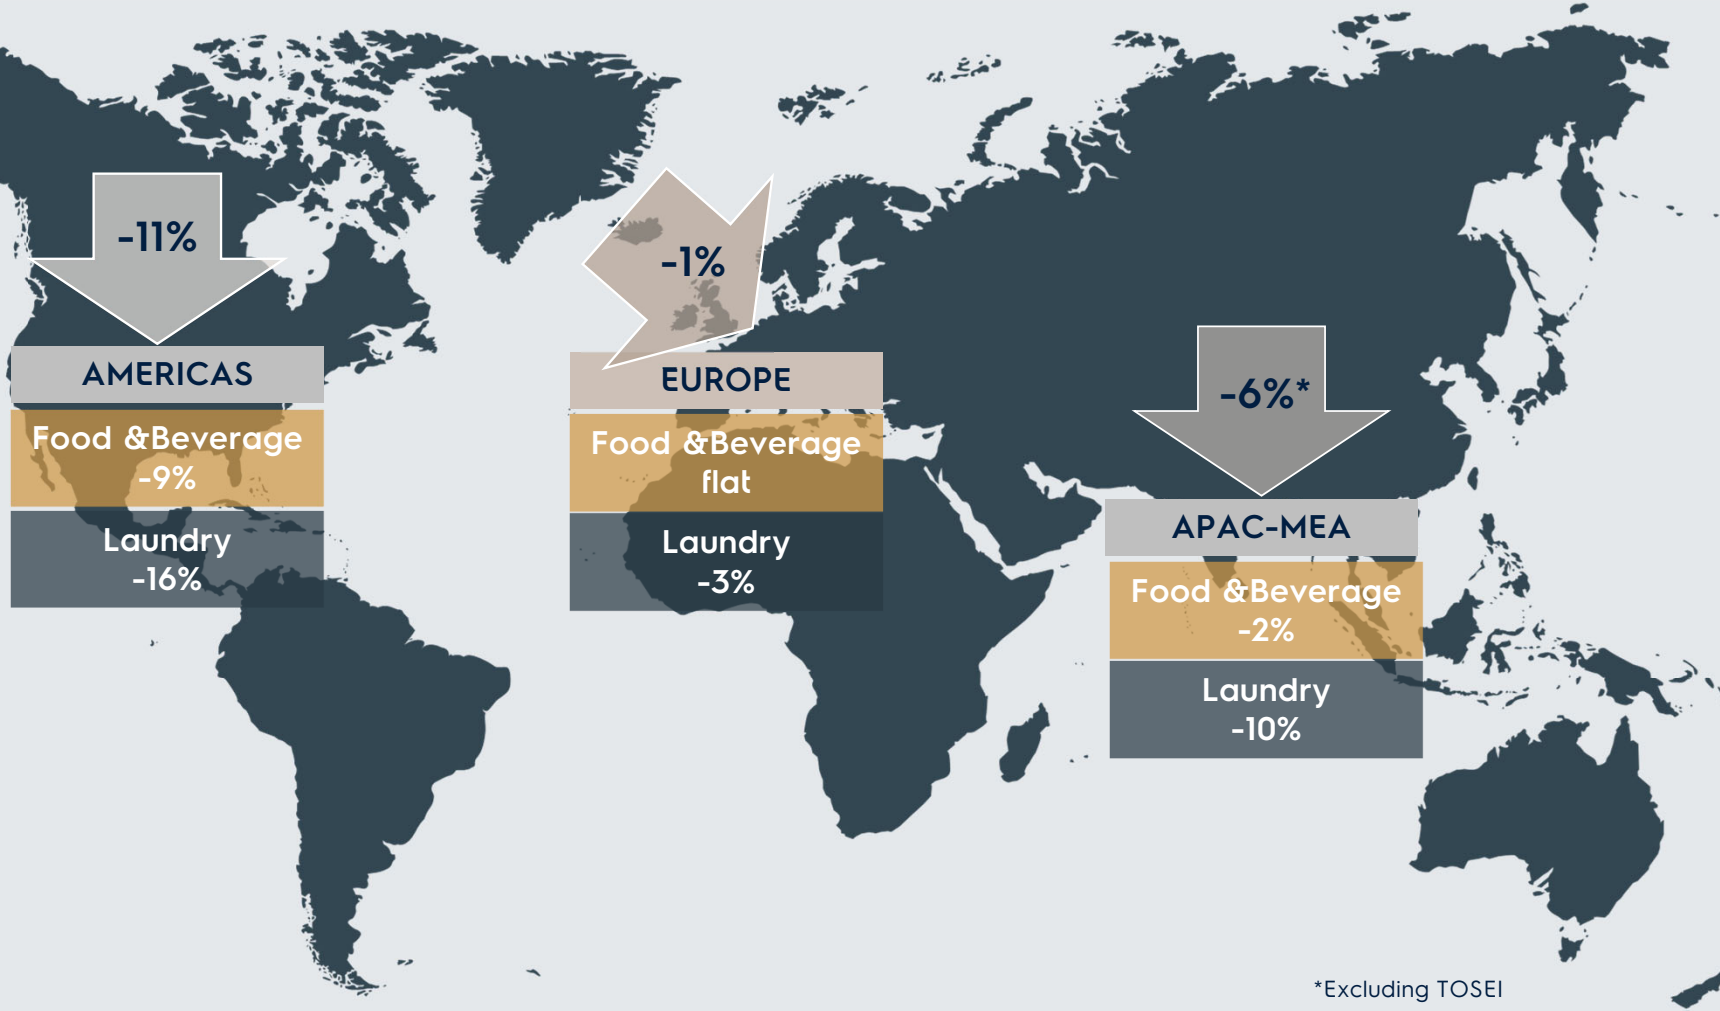 -11%
AMERICAS
Food &Beverage
-9%
Laundry
-16%
-1%
EUROPE
Food &Beverage
flat
Laundry
-3%
-6%*
APAC-MEA
Food &Beverage
-2%
Laundry
-10%
*Excluding TOSEI